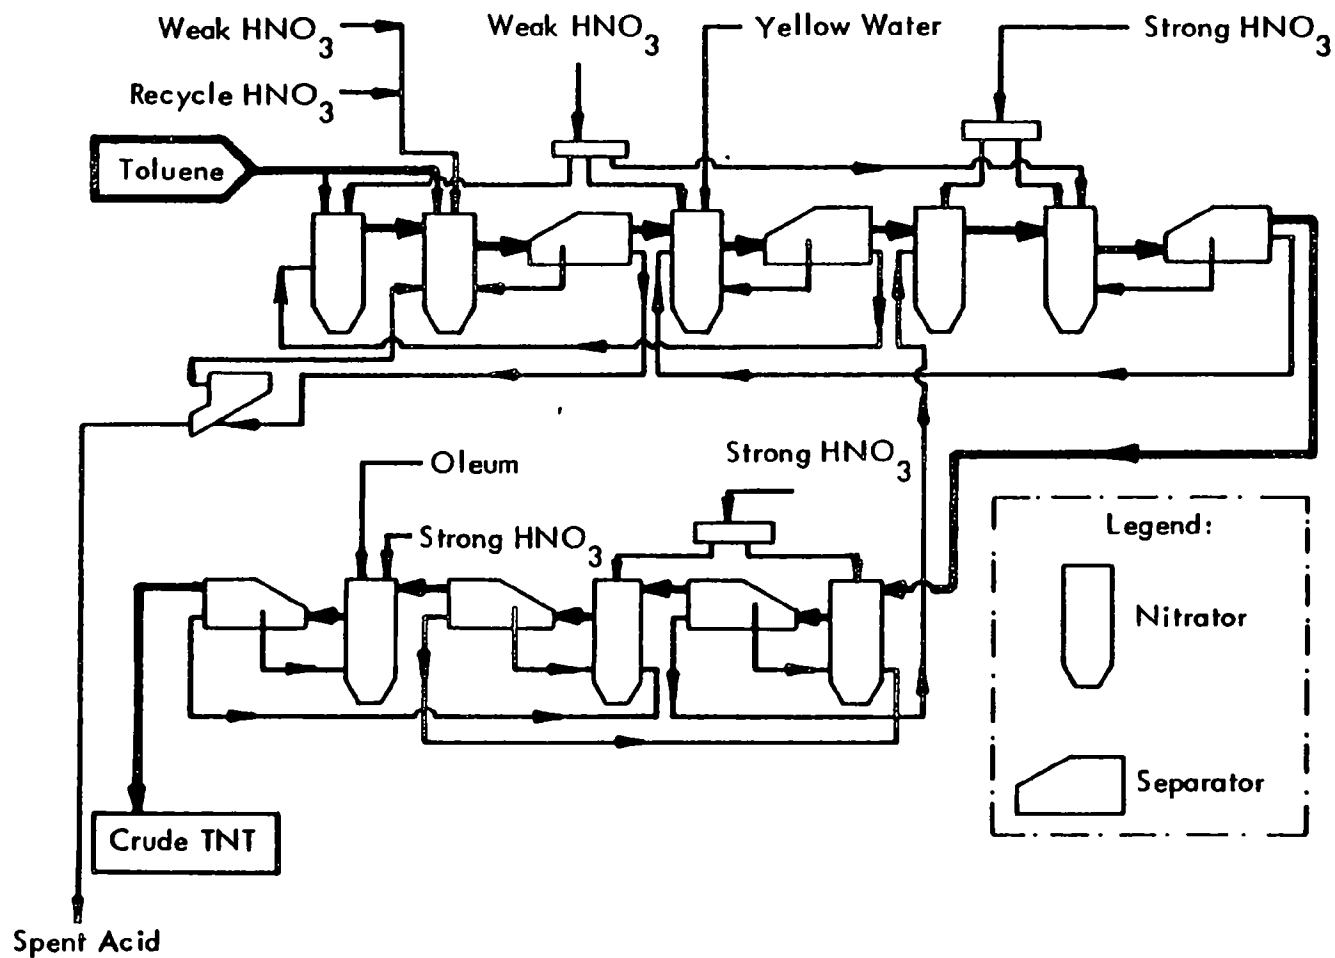 Weak HNO3
Weak HNO3
Yellow Water
Strong HNO3
Recycle HNO3
Toluene
Oleum
Strong HNO3
Strong HNO3
Legend:
Nitrator
Separator
Crude TNT
Spent Acid